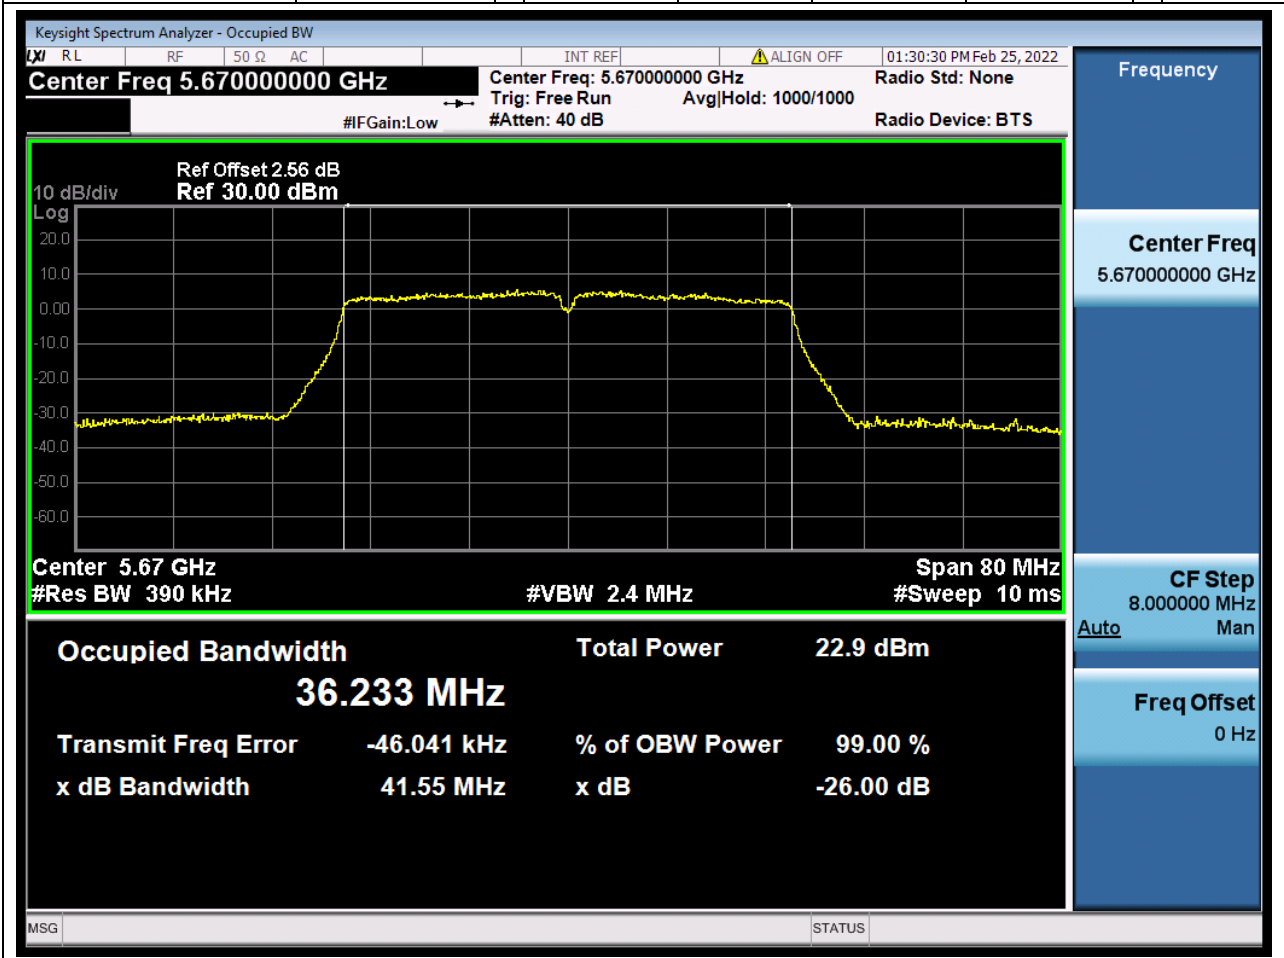 Keysight Spectrum Analyzer - Occupied BW
LXI RL RF 50 Ω AC INT REF ALIGN OFF 01:30:30 PM Feb 25, 2022
Center Freq 5.670000000 GHz
Center Freq: 5.670000000 GHz
Radio Std: None
Trig: Free Run Avg|Hold: 1000/1000
#IFGain:Low #Atten: 40 dB Radio Device: BTS
Ref Offset 2.56 dB
10 dB/div Ref 30.00 dBm
Log
20.0
10.0
0.00
-10.0
-20.0
-30.0
-40.0
-50.0
-60.0
Center 5.67 GHz Span 80 MHz
#Res BW 390 kHz #VBW 2.4 MHz #Sweep 10 ms
Occupied Bandwidth Total Power 22.9 dBm
36.233 MHz
Transmit Freq Error -46.041 kHz % of OBW Power 99.00 %
x dB Bandwidth 41.55 MHz x dB -26.00 dB
MSG STATUS
Frequency
Center Freq
5.670000000 GHz
CF Step
8.000000 MHz
Auto Man
Freq Offset
0 Hz